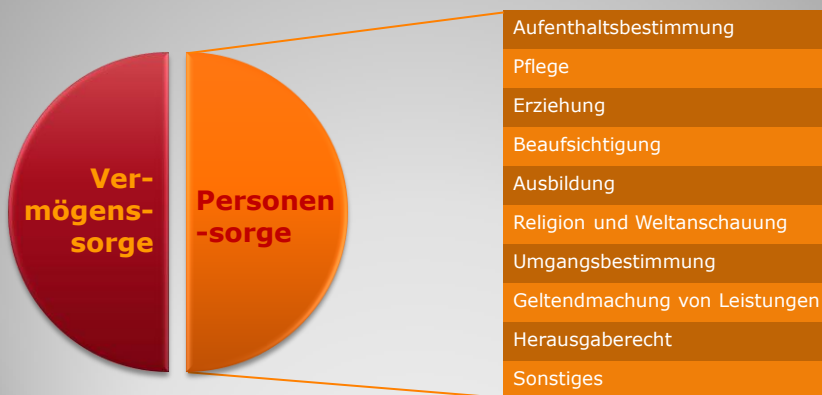 Ver-
mögens-
sorge
Personen
-sorge
Aufenthaltsbestimmung
Pflege
Erziehung
Beaufsichtigung
Ausbildung
Religion und Weltanschauung
Umgangsbestimmung
Geltendmachung von Leistungen
Herausgaberecht
Sonstiges